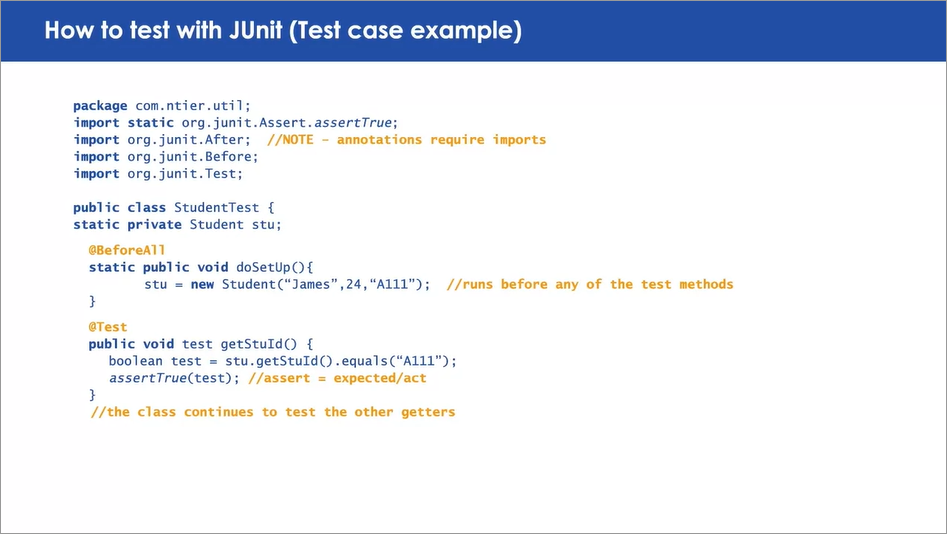 How to test with JUnit (Test case example)
package com.ntier.util;
import static org.junit.Assert.assertTrue;
import org.junit.After;  //NOTE – annotations require imports
import org.junit.Before;
import org.junit.Test;
public class StudentTest {
static private Student stu;
@BeforeAll
static public void doSetUp(){
stu = new Student(“James”,24,“A111”);  //runs before any of the test methods
}
@Test
public void test getStuId() {
boolean test = stu.getStuId().equals(“A111”);
assertTrue(test); //assert = expected/act
}
//the class continues to test the other getters